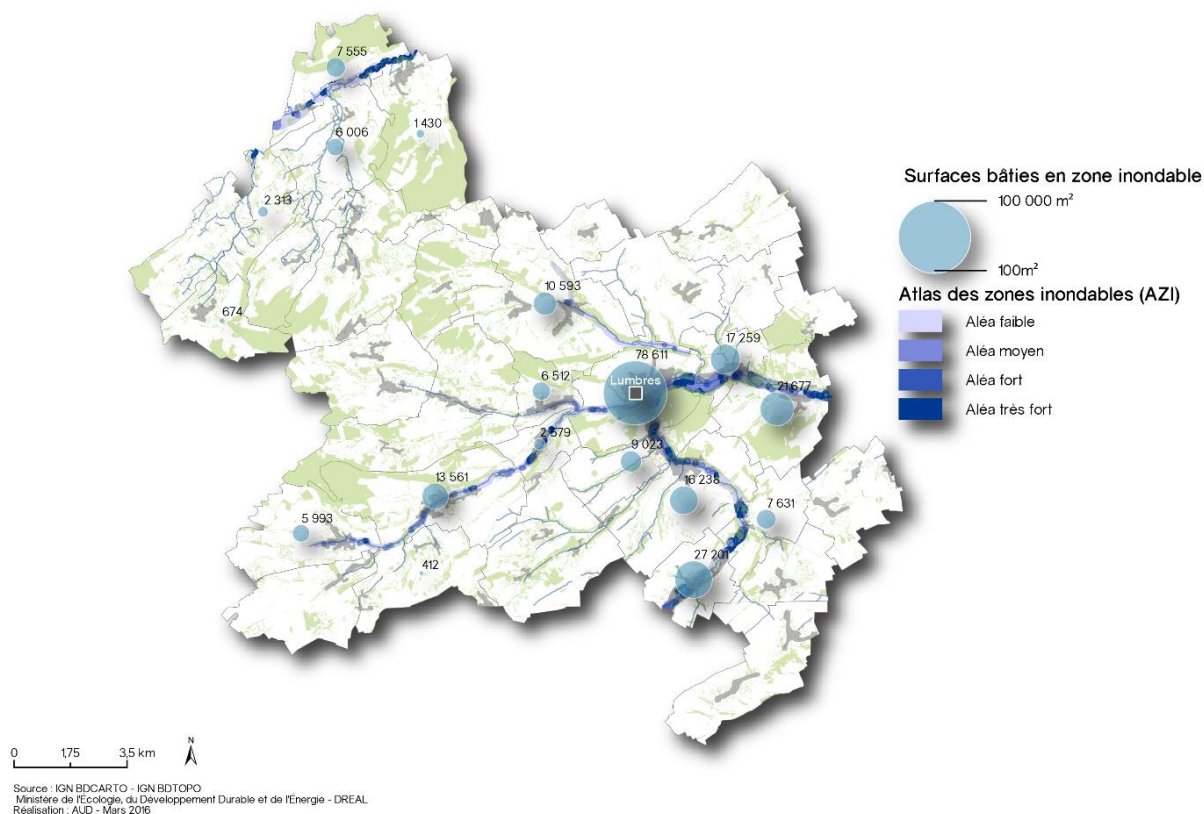 7 555
1 430
6 006
2 313
674
10 593
17 259
78 611
Lumbres
6 512
21 677
2 579
9 023
13 561
16 238
7 631
5 993
27 201
412
Surfaces bâties en zone inondable
100 000 m²
100m²
Atlas des zones inondables (AZI)
Aléa faible
Aléa moyen
Aléa fort
Aléa très fort
0 1,75 3,5 km
N
Source : IGN BDCARTO - IGN BDTOPO
Ministère de l'Écologie, du Développement Durable et de l'Énergie - DREAL
Réalisation : AUD - Mars 2016